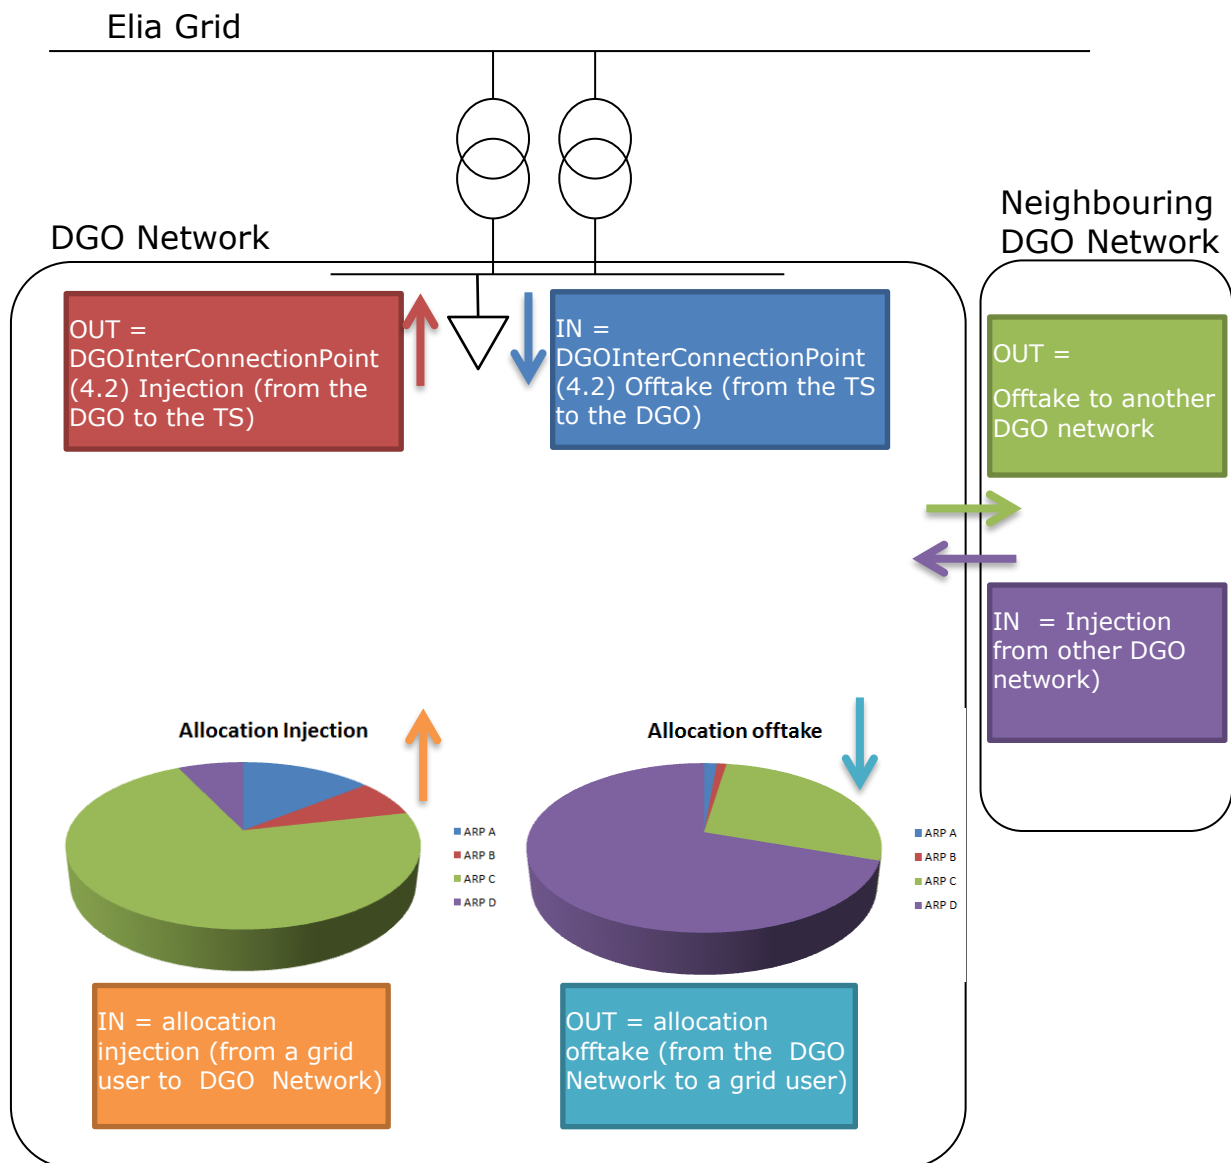 Elia Grid
DGO Network
Neighbouring
DGO Network
OUT =
DGOInterConnectionPoint
(4.2) Injection (from the
DGO to the TS)
IN =
DGOInterConnectionPoint
(4.2) Offtake (from the TS
to the DGO)
OUT =
Offtake to another
DGO network
IN = Injection
from other DGO
network)
Allocation Injection
ARP A
ARP B
ARP C
ARP D
Allocation offtake
ARP A
ARP B
ARP C
ARP D
IN = allocation
injection (from a grid
user to DGO Network)
OUT = allocation
offtake (from the DGO
Network to a grid user)